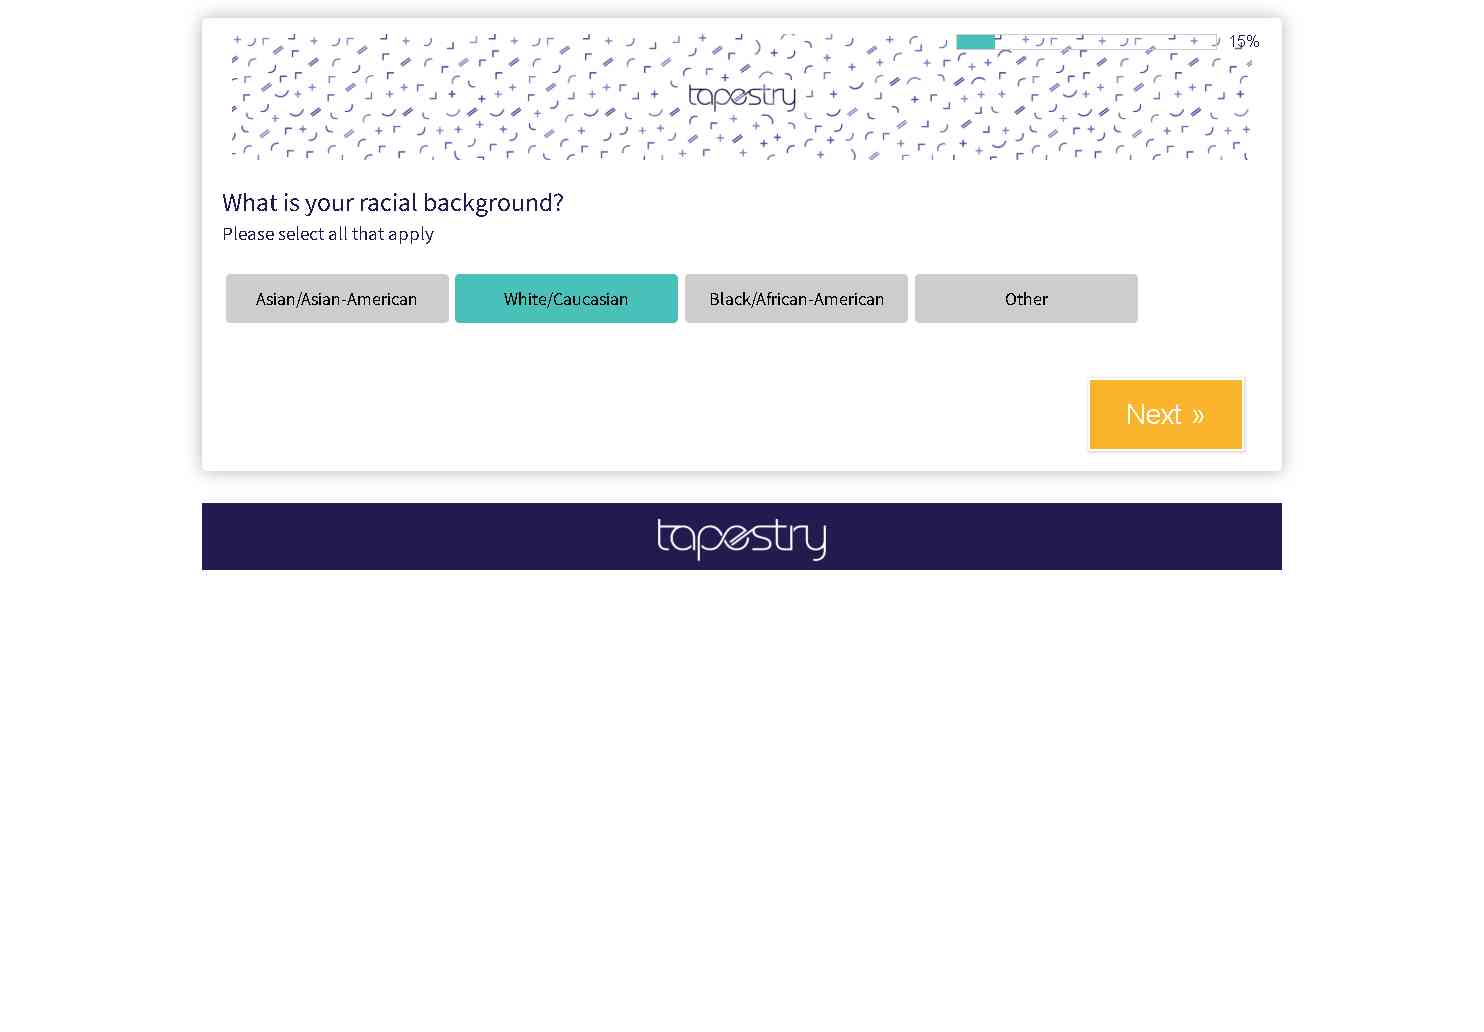 15%
tapestry
What is your racial background?
Please select all that apply
Asian/Asian-American
White/Caucasian
Black/African-American
Other
Next »
tapestry